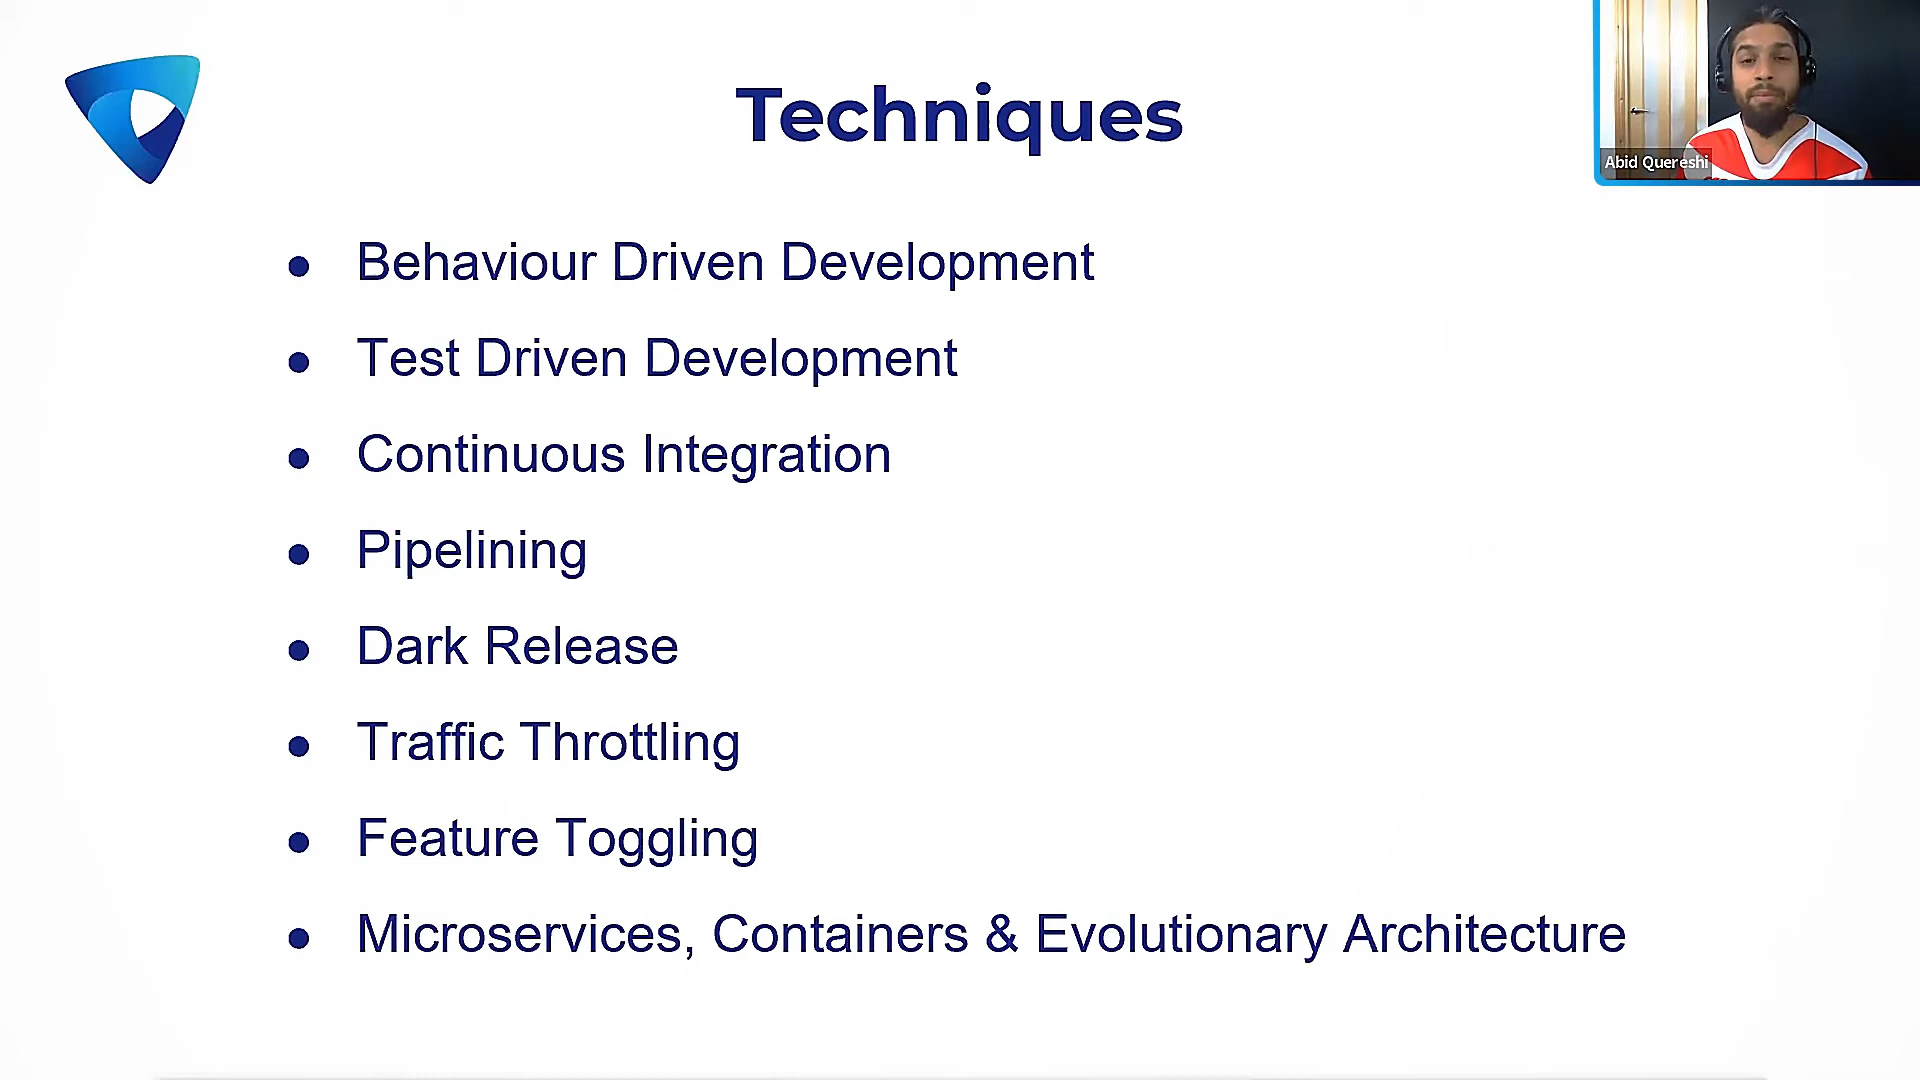 Techniques
Abid Quereshi
● Behaviour Driven Development
● Test Driven Development
● Continuous Integration
● Pipelining
● Dark Release
● Traffic Throttling
● Feature Toggling
● Microservices, Containers & Evolutionary Architecture